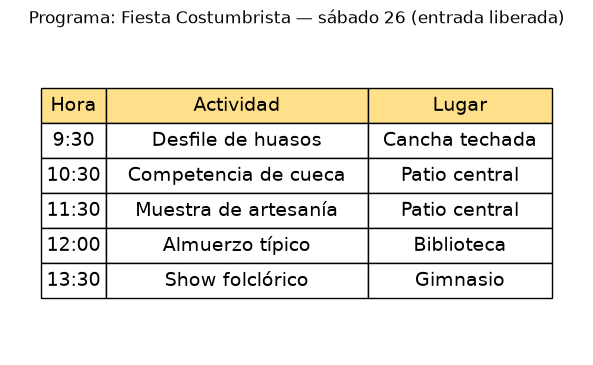 Programa: Fiesta Costumbrista — sábado 26 (entrada liberada)
Hora Actividad Lugar
9:30 Desfile de huasos Cancha techada
10:30 Competencia de cueca Patio central
11:30 Muestra de artesanía Patio central
12:00 Almuerzo típico Biblioteca
13:30 Show folclórico Gimnasio